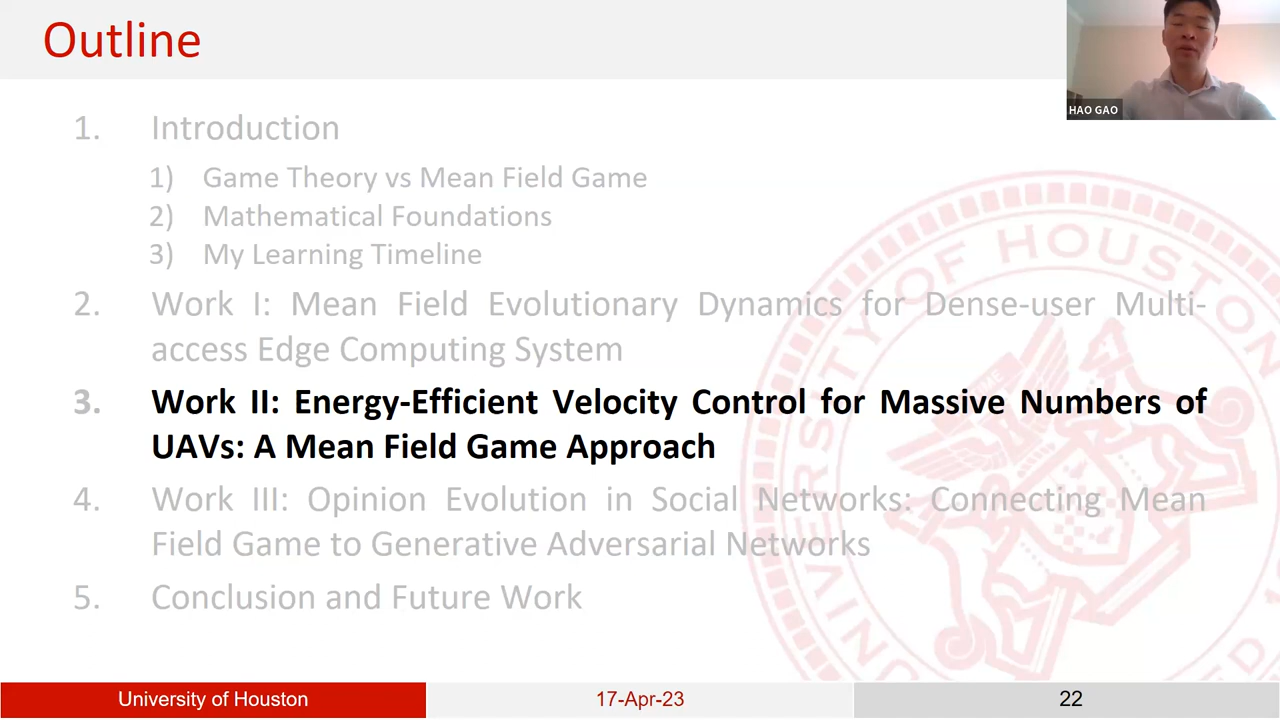 Outline
HAO GAO
1. Introduction
1) Game Theory vs Mean Field Game
2) Mathematical Foundations
3) My Learning Timeline
2. Work I: Mean Field Evolutionary Dynamics for Dense-user Multi-
access Edge Computing System
3. Work II: Energy-Efficient Velocity Control for Massive Numbers of
UAVs: A Mean Field Game Approach
4. Work III: Opinion Evolution in Social Networks: Connecting Mean
Field Game to Generative Adversarial Networks
5. Conclusion and Future Work
UNIVERSITY OF HOUSTON
University of Houston
17-Apr-23
22